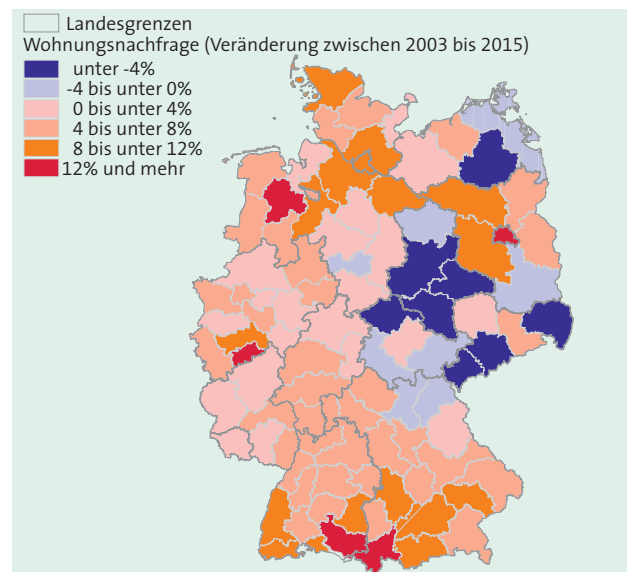 Landesgrenzen
Wohnungsnachfrage (Veränderung zwischen 2003 bis 2015)
unter -4%
-4 bis unter 0%
0 bis unter 4%
4 bis unter 8%
8 bis unter 12%
12% und mehr